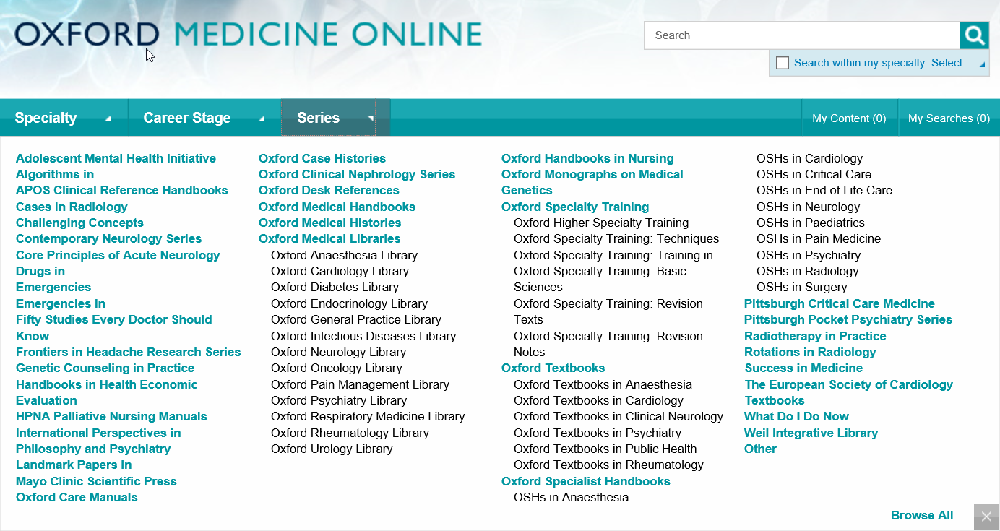 OXFORD MEDICINE ONLINE
Search
Search within my specialty: Select ...
Specialty
Career Stage
Series
My Content (0)
My Searches (0)
Adolescent Mental Health Initiative
Algorithms in
APOS Clinical Reference Handbooks
Cases in Radiology
Challenging Concepts
Contemporary Neurology Series
Core Principles of Acute Neurology
Drugs in
Emergencies
Emergencies in
Fifty Studies Every Doctor Should
Know
Frontiers in Headache Research Series
Genetic Counseling in Practice
Handbooks in Health Economic
Evaluation
HPNA Palliative Nursing Manuals
International Perspectives in
Philosophy and Psychiatry
Landmark Papers in
Mayo Clinic Scientific Press
Oxford Care Manuals
Oxford Case Histories
Oxford Clinical Nephrology Series
Oxford Desk References
Oxford Medical Handbooks
Oxford Medical Histories
Oxford Medical Libraries
Oxford Anaesthesia Library
Oxford Cardiology Library
Oxford Diabetes Library
Oxford Endocrinology Library
Oxford General Practice Library
Oxford Infectious Diseases Library
Oxford Neurology Library
Oxford Oncology Library
Oxford Pain Management Library
Oxford Psychiatry Library
Oxford Respiratory Medicine Library
Oxford Rheumatology Library
Oxford Urology Library
Oxford Handbooks in Nursing
Oxford Monographs on Medical
Genetics
Oxford Specialty Training
Oxford Higher Specialty Training
Oxford Specialty Training: Techniques
Oxford Specialty Training: Training in
Oxford Specialty Training: Basic
Sciences
Oxford Specialty Training: Revision
Texts
Oxford Specialty Training: Revision
Notes
Oxford Textbooks
Oxford Textbooks in Anaesthesia
Oxford Textbooks in Cardiology
Oxford Textbooks in Clinical Neurology
Oxford Textbooks in Psychiatry
Oxford Textbooks in Public Health
Oxford Textbooks in Rheumatology
Oxford Specialist Handbooks
OSHs in Anaesthesia
OSHs in Cardiology
OSHs in Critical Care
OSHs in End of Life Care
OSHs in Neurology
OSHs in Paediatrics
OSHs in Pain Medicine
OSHs in Psychiatry
OSHs in Radiology
OSHs in Surgery
Pittsburgh Critical Care Medicine
Pittsburgh Pocket Psychiatry Series
Radiotherapy in Practice
Rotations in Radiology
Success in Medicine
The European Society of Cardiology
Textbooks
What Do I Do Now
Weil Integrative Library
Other
Browse All